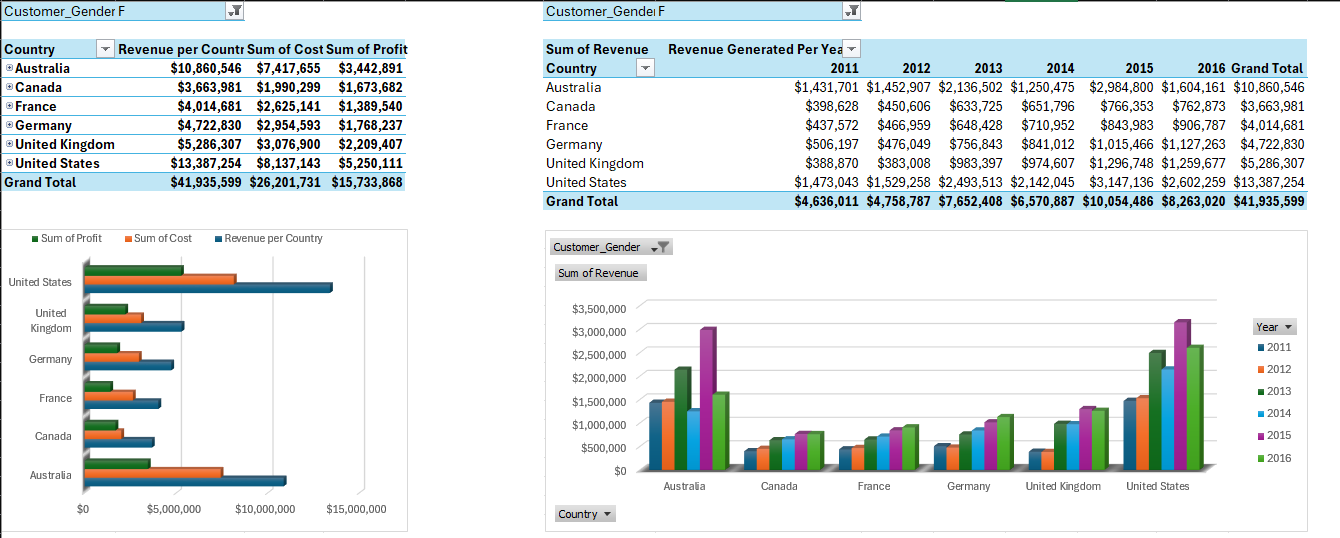 Customer_Gender F
Country Revenue per Countr Sum of Cost Sum of Profit
Australia $10,860,546 $7,417,655 $3,442,891
Canada $3,663,981 $1,990,299 $1,673,682
France $4,014,681 $2,625,141 $1,389,540
Germany $4,722,830 $2,954,593 $1,768,237
United Kingdom $5,286,307 $3,076,900 $2,209,407
United States $13,387,254 $8,137,143 $5,250,111
Grand Total $41,935,599 $26,201,731 $15,733,868
Sum of Profit Sum of Cost Revenue per Country
United States
United
Kingdom
Germany
France
Canada
Australia
$0 $5,000,000 $10,000,000 $15,000,000
Customer_Gender F
Sum of Revenue Revenue Generated Per Yea
Country 2011 2012 2013 2014 2015 2016 Grand Total
Australia $1,431,701 $1,452,907 $2,136,502 $1,250,475 $2,984,800 $1,604,161 $10,860,546
Canada $398,628 $450,606 $633,725 $651,796 $766,353 $762,873 $3,663,981
France $437,572 $466,959 $648,428 $710,952 $843,983 $906,787 $4,014,681
Germany $506,197 $476,049 $756,843 $841,012 $1,015,466 $1,127,263 $4,722,830
United Kingdom $388,870 $383,008 $983,397 $974,607 $1,296,748 $1,259,677 $5,286,307
United States $1,473,043 $1,529,258 $2,493,513 $2,142,045 $3,147,136 $2,602,259 $13,387,254
Grand Total $4,636,011 $4,758,787 $7,652,408 $6,570,887 $10,054,486 $8,263,020 $41,935,599
Customer_Gender
Sum of Revenue
$3,500,000
$3,000,000
$2,500,000
$2,000,000
$1,500,000
$1,000,000
$500,000
$0
Australia Canada France Germany United Kingdom United States
Year
2011
2012
2013
2014
2015
2016
Country